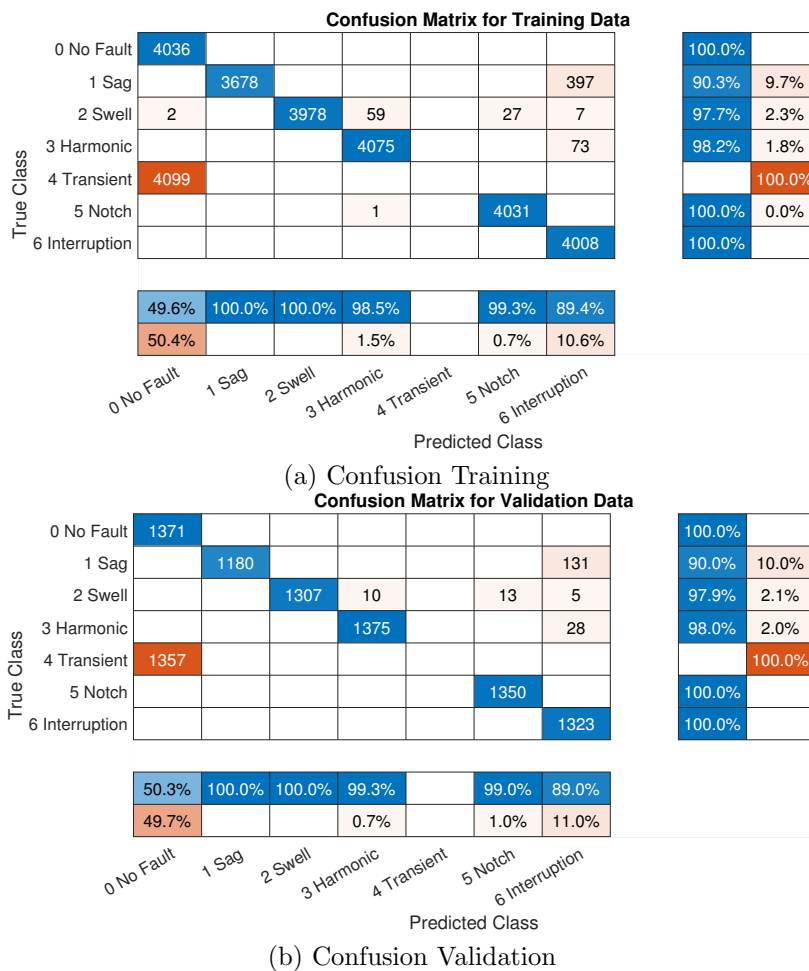 Confusion Matrix for Training Data
0 No Fault 4036 100.0%
1 Sag 3678 397 90.3% 9.7%
2 Swell 2 3978 59 27 7 97.7% 2.3%
3 Harmonic 4075 73 98.2% 1.8%
4 Transient 4099 100.0%
5 Notch 1 4031 100.0% 0.0%
6 Interruption 4008 100.0%
True Class
49.6% 100.0% 100.0% 98.5% 99.3% 89.4%
50.4% 1.5% 0.7% 10.6%
0 No Fault 1 Sag 2 Swell 3 Harmonic 4 Transient 5 Notch 6 Interruption
Predicted Class
(a) Confusion Training
Confusion Matrix for Validation Data
0 No Fault 1371 100.0%
1 Sag 1180 131 90.0% 10.0%
2 Swell 1307 10 13 5 97.9% 2.1%
3 Harmonic 1375 28 98.0% 2.0%
4 Transient 1357 100.0%
5 Notch 1350 100.0%
6 Interruption 1323 100.0%
True Class
50.3% 100.0% 100.0% 99.3% 99.0% 89.0%
49.7% 0.7% 1.0% 11.0%
0 No Fault 1 Sag 2 Swell 3 Harmonic 4 Transient 5 Notch 6 Interruption
Predicted Class
(b) Confusion Validation